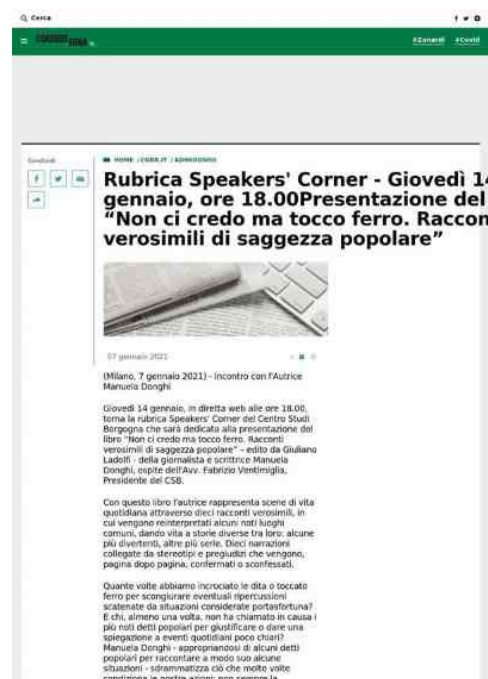 Cerca
#Zanardi #Covid
Condividi
HOME / CORR.IT / ADNKRONOS
Rubrica Speakers' Corner - Giovedì 14
gennaio, ore 18.00Presentazione del
“Non ci credo ma tocco ferro. Raccon
verosimili di saggezza popolare”
07 gennaio 2021
(Milano, 7 gennaio 2021) - Incontro con l'Autrice
Manuela Donghi
Giovedì 14 gennaio, in diretta web alle ore 18.00,
torna la rubrica Speakers' Corner del Centro Studi
Borgogna che sarà dedicata alla presentazione del
libro "Non ci credo ma tocco ferro. Racconti
verosimili di saggezza popolare" – edito da Giuliano
Ladolfi - della giornalista e scrittrice Manuela
Donghi, ospite dell'Avv. Fabrizio Ventimiglia,
Presidente del CSB.
Con questo libro l'autrice rappresenta scene di vita
quotidiana attraverso dieci racconti verosimili, in
cui vengono reinterpretati alcuni noti luoghi
comuni, dando vita a storie diverse tra loro: alcune
più divertenti, altre più serie. Dieci narrazioni
collegate da stereotipi e pregiudizi che vengono,
pagina dopo pagina, confermati o sconfessati.
Quante volte abbiamo incrociato le dita o toccato
ferro per scongiurare eventuali ripercussioni
scatenate da situazioni considerate portasfortuna?
E chi, almeno una volta, non ha chiamato in causa i
più noti detti popolari per giustificare o dare una
spiegazione a eventi quotidiani poco chiari?
Manuela Donghi - appropriandosi di alcuni detti
popolari per raccontare a modo suo alcune
situazioni - sdrammatizza ciò che molte volte
condiziona le nostre azioni: non sempre la